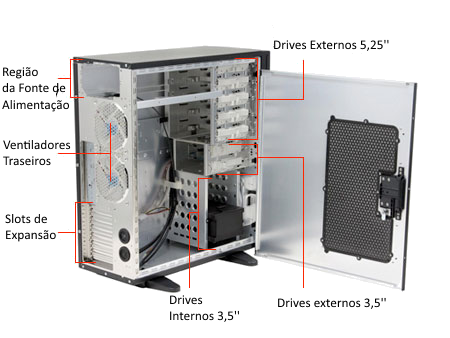 Drives Externos 5,25''
Região
da Fonte de
Alimentação
Ventiladores
Traseiros
Slots de
Expansão
Drives
Internos 3,5''
Drives externos 3,5''